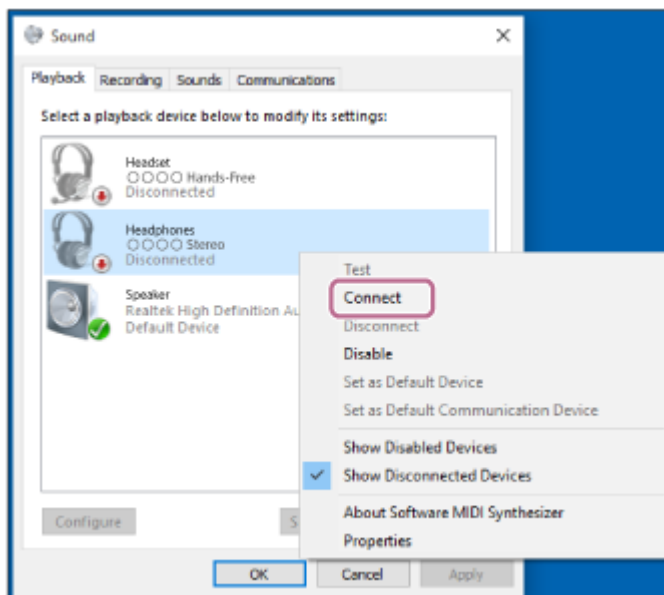 Sound
Playback Recording Sounds Communications
Select a playback device below to modify its settings:
Headset
○○○○ Hands-Free
Disconnected
Headphones
○○○○ Stereo
Disconnected
Speaker
Realtek High Definition
Default Device
Test
Connect
Disconnect
Disable
Set as Default Device
Set as Default Communication Device
Show Disabled Devices
Show Disconnected Devices
About Software MIDI Synthesizer
Properties
Configure
OK Cancel Apply